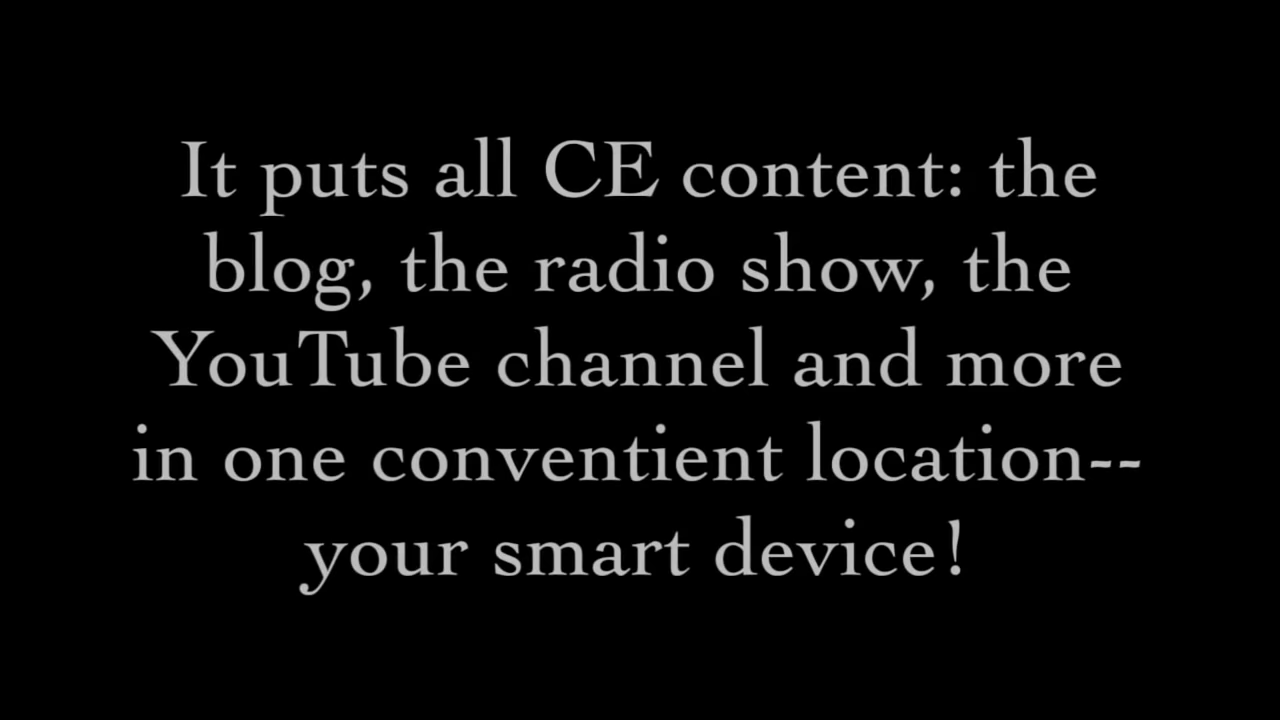 It puts all CE content: the
blog, the radio show, the
YouTube channel and more
in one conventient location--
your smart device!